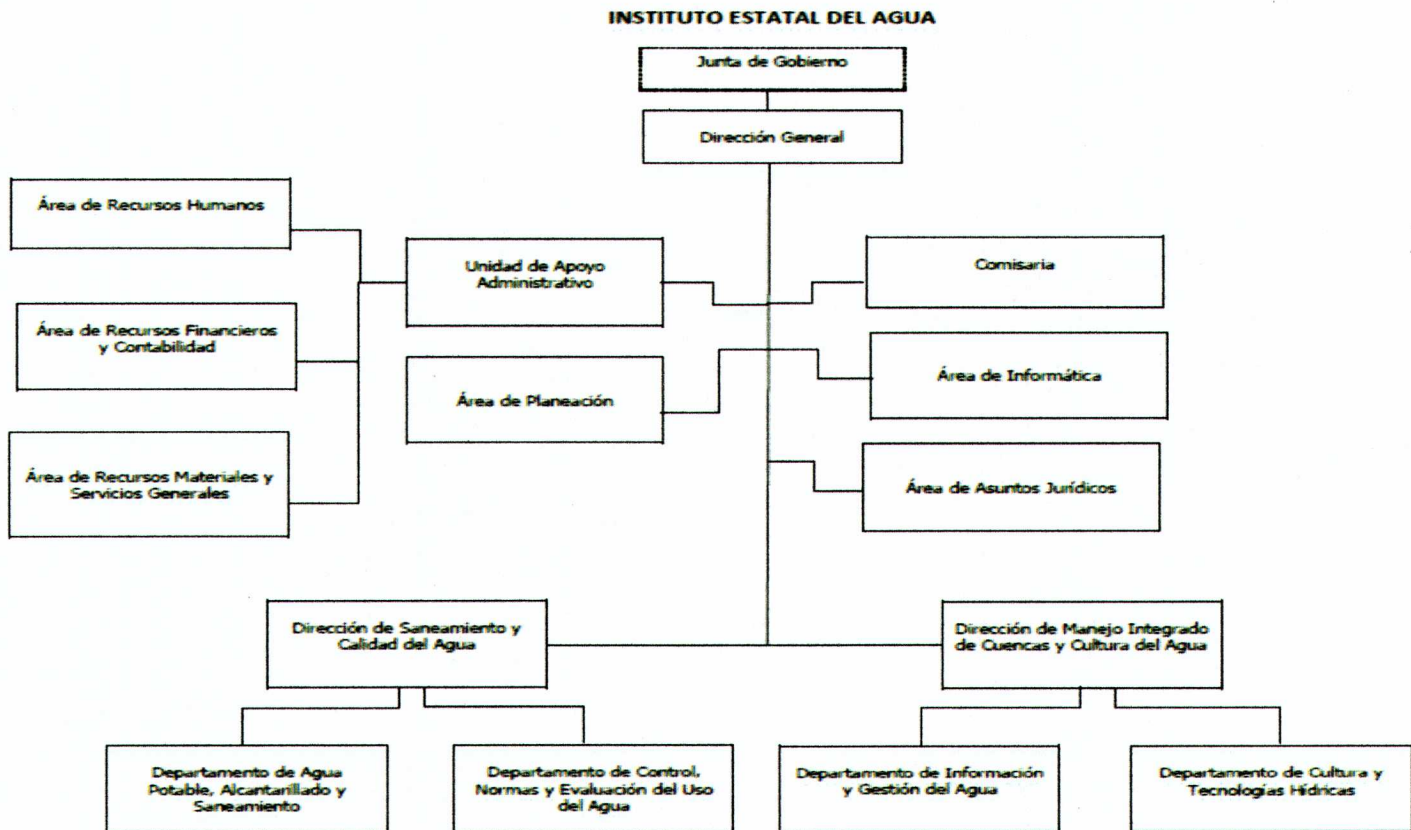 INSTITUTO ESTATAL DEL AGUA
Junta de Gobierno
Dirección General
Área de Recursos Humanos
Unidad de Apoyo
Administrativo
Comisaria
Área de Recursos Financieros
y Contabilidad
Área de Planeación
Área de Informática
Área de Recursos Materiales y
Servicios Generales
Área de Asuntos Jurídicos
Dirección de Saneamiento y
Calidad del Agua
Dirección de Manejo Integrado
de Cuencas y Cultura del Agua
Departamento de Agua
Potable, Alcantarillado y
Saneamiento
Departamento de Control,
Normas y Evaluación del Uso
del Agua
Departamento de Información
y Gestión del Agua
Departamento de Cultura y
Tecnologías Hídricas